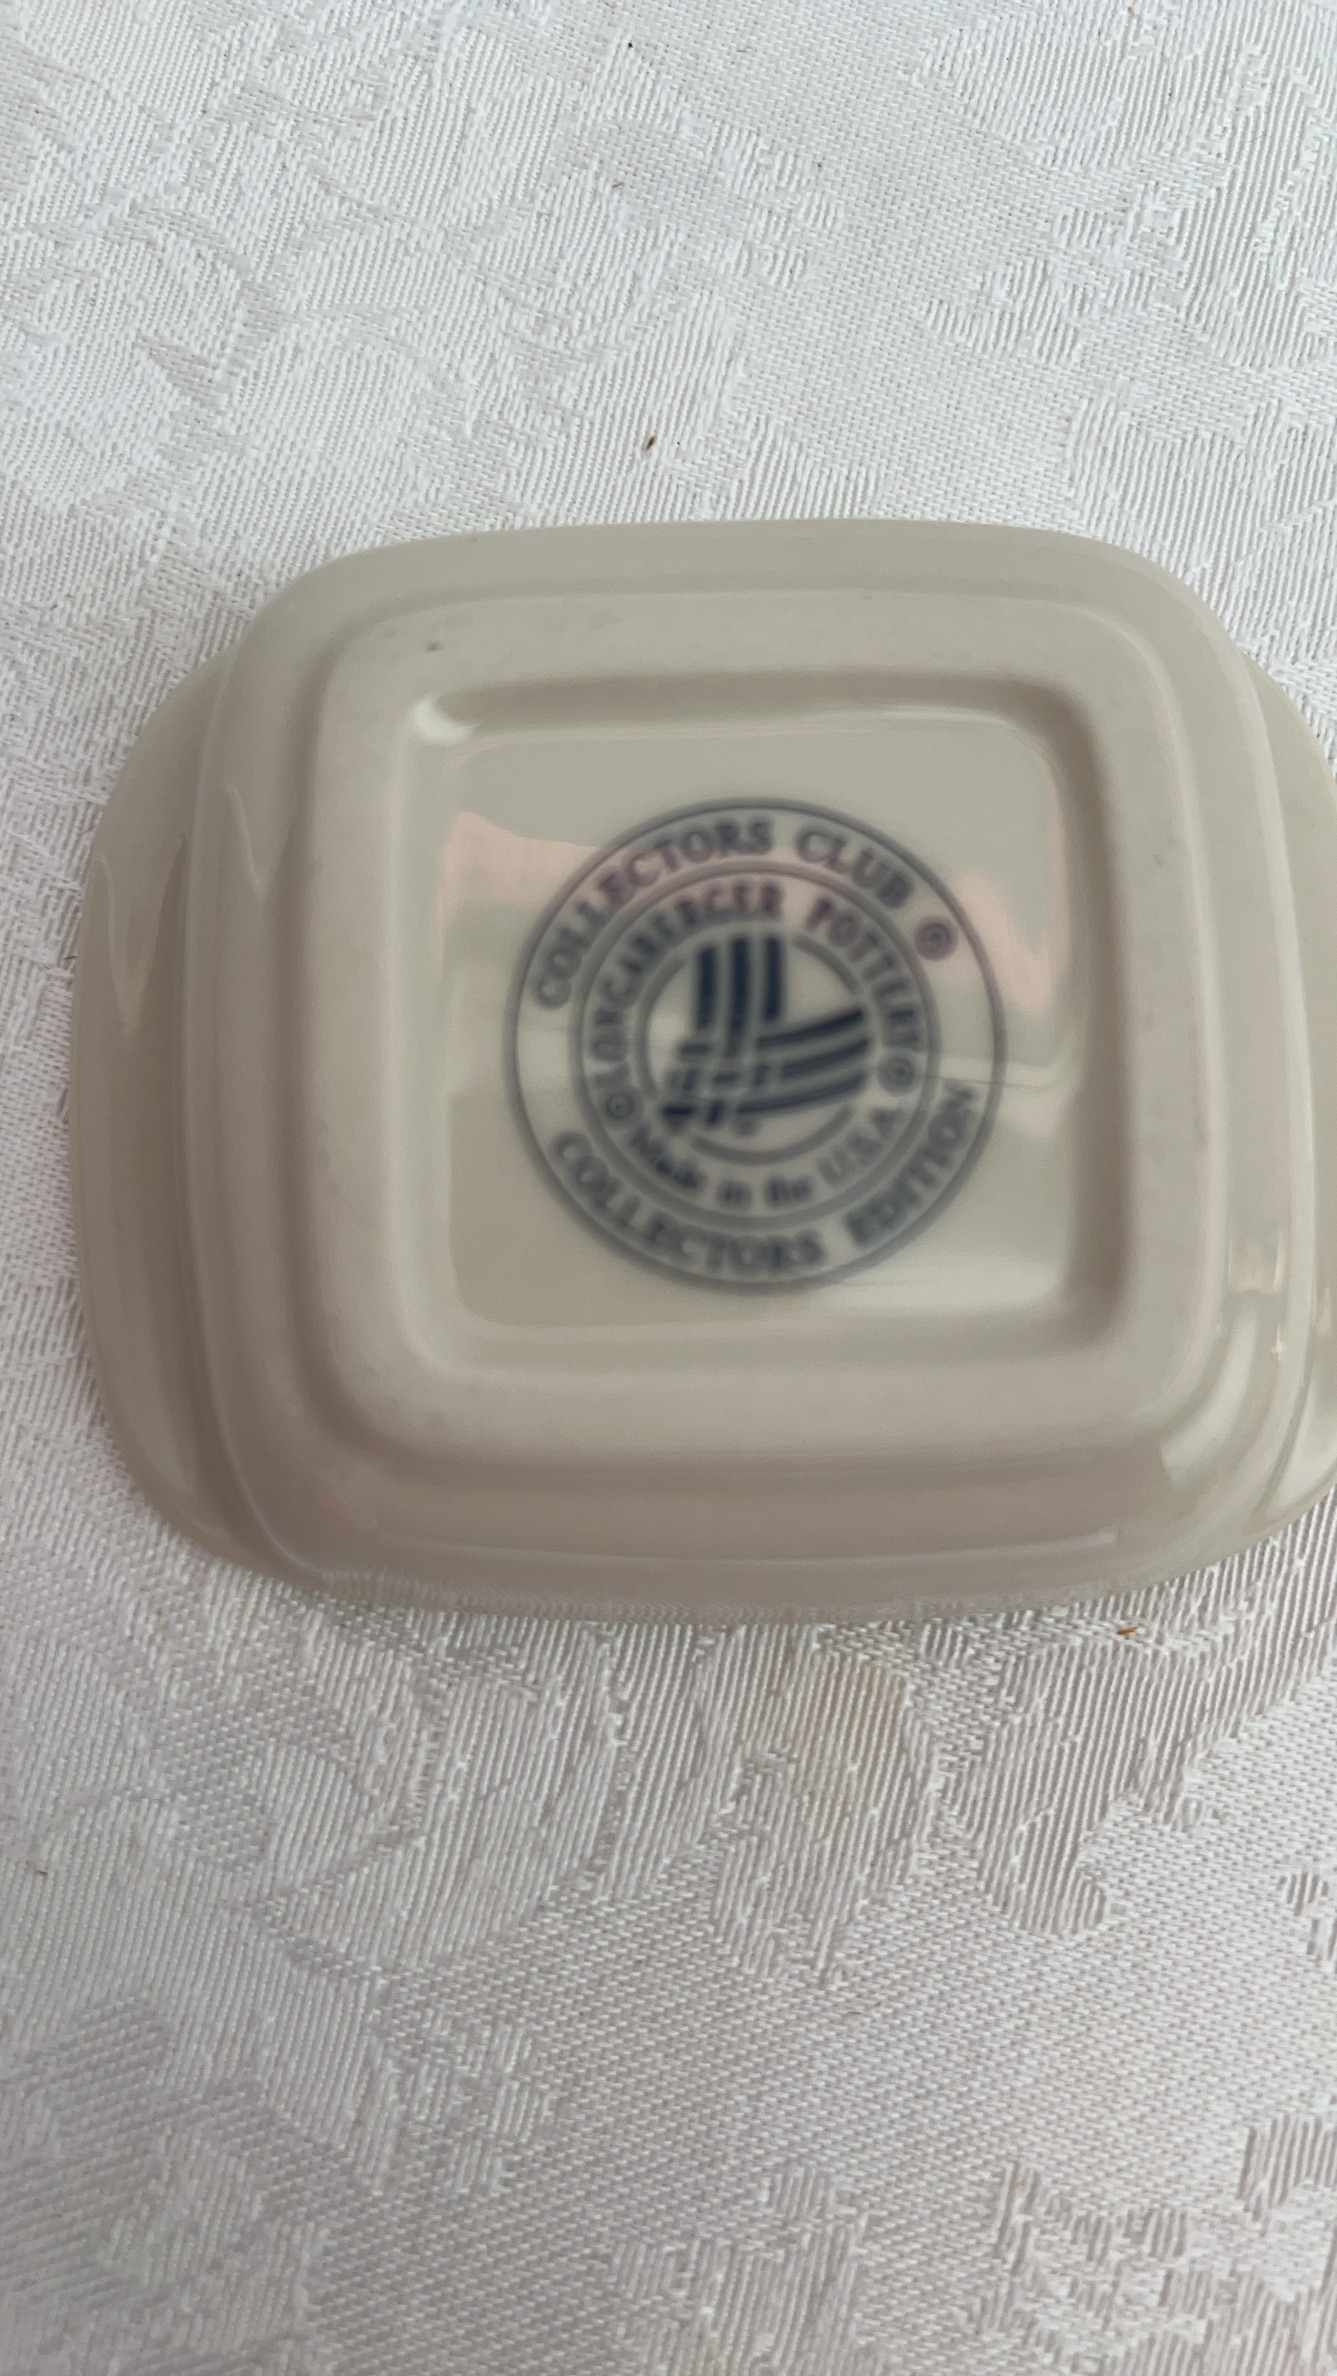 COLLECTORS CLUB ©
LONGABERGER POTTERY
Made in the U.S.A.
COLLECTORS EDITION